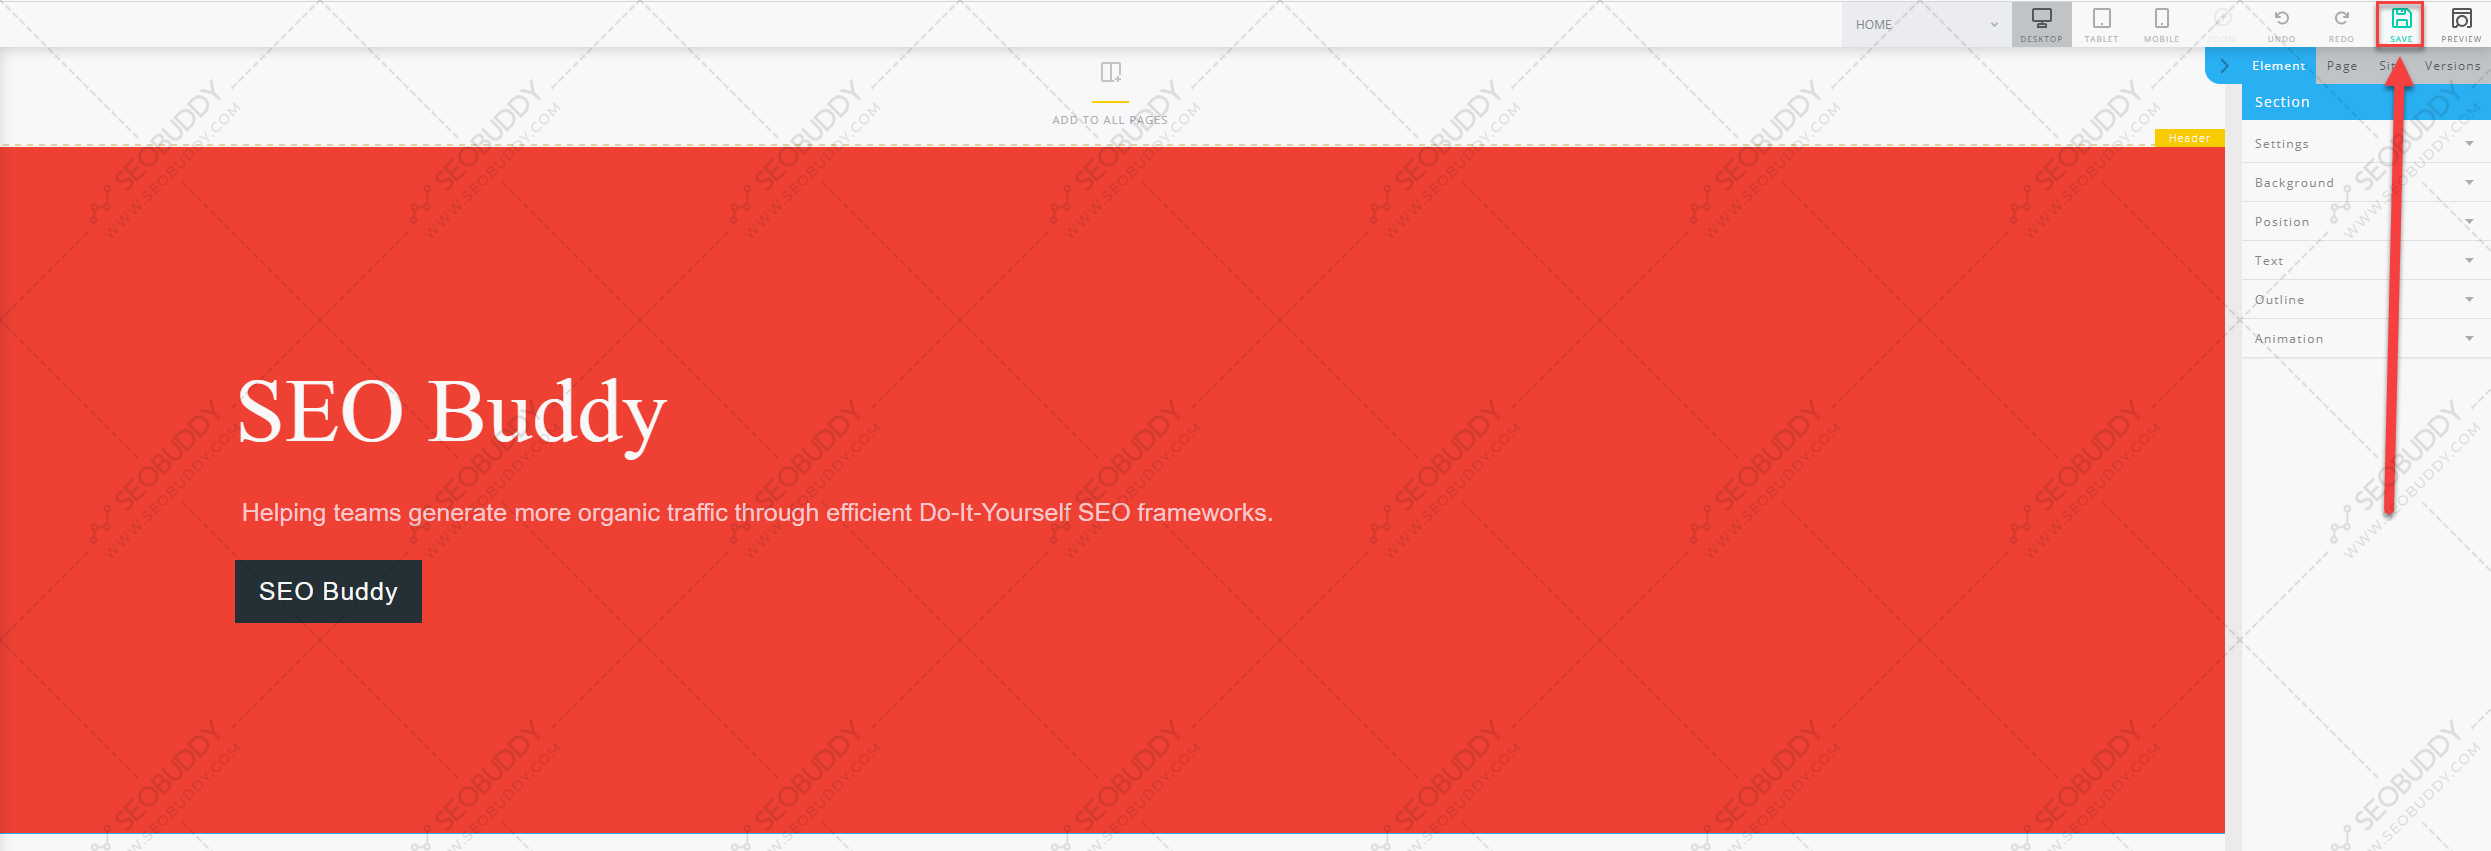 HOME
DESKTOP
TABLET
MOBILE
ZOOM
UNDO
REDO
SAVE
PREVIEW
Element
Page
Versions
Section
ADD TO ALL PAGES
Header
Settings
Background
Position
Text
Outline
Animation
SEO Buddy
Helping teams generate more organic traffic through efficient Do-It-Yourself SEO frameworks.
SEO Buddy
SEOBUDDY
WWW.SEOBUDDY.COM